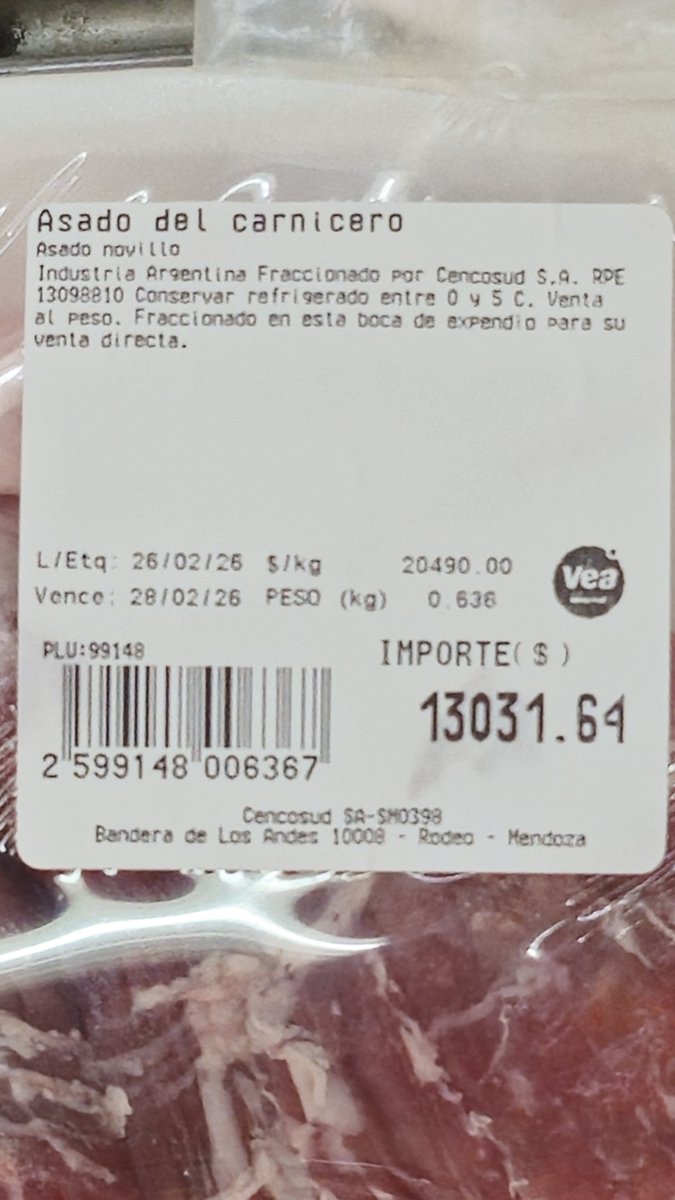 Asado del carnicero
Asado novillo
Industria Argentina Fraccionado por Cencosud S.A. RPE
13098810 Conservar refrigerado entre 0 y 5 C. Venta
al peso. Fraccionado en esta boca de expendio para su
venta directa.
L/Etq: 26/02/26 $/kg 20490.00
Vence: 28/02/26 PESO (kg) 0.636
Vea
PLU:99148 IMPORTE($)
13031.64
2 599148 006367
Cencosud SA-SM0398
Bandera de Los Andes 10008 - Rodeo - Mendoza